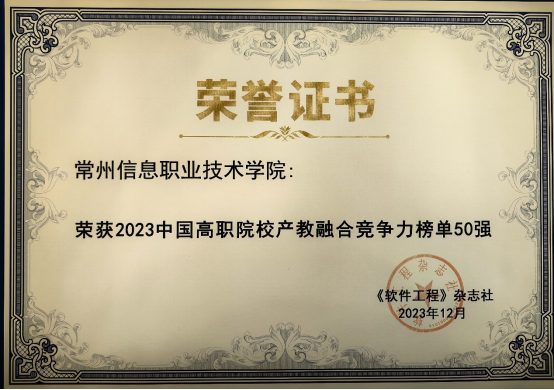 荣誉证书
常州信息职业技术学院:
荣获2023中国高职院校产教融合竞争力榜单50强
《软件工程》杂志社
2023年12月